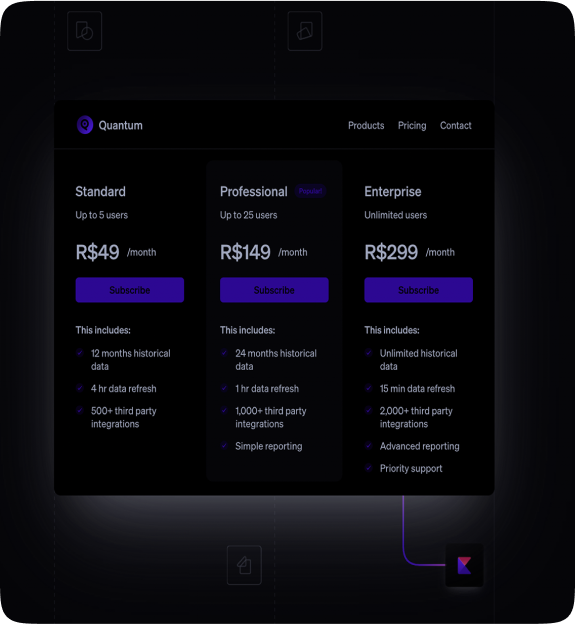 Quantum
Products Pricing Contact
Standard
Up to 5 users
R$49 /month
Subscribe
This includes:
12 months historical
data
4 hr data refresh
500+ third party
integrations
Professional Popular
Up to 25 users
R$149 /month
Subscribe
This includes:
24 months historical
data
1 hr data refresh
1,000+ third party
integrations
Simple reporting
Enterprise
Unlimited users
R$299 /month
Subscribe
This includes:
Unlimited historical
data
15 min data refresh
2,000+ third party
integrations
Advanced reporting
Priority support